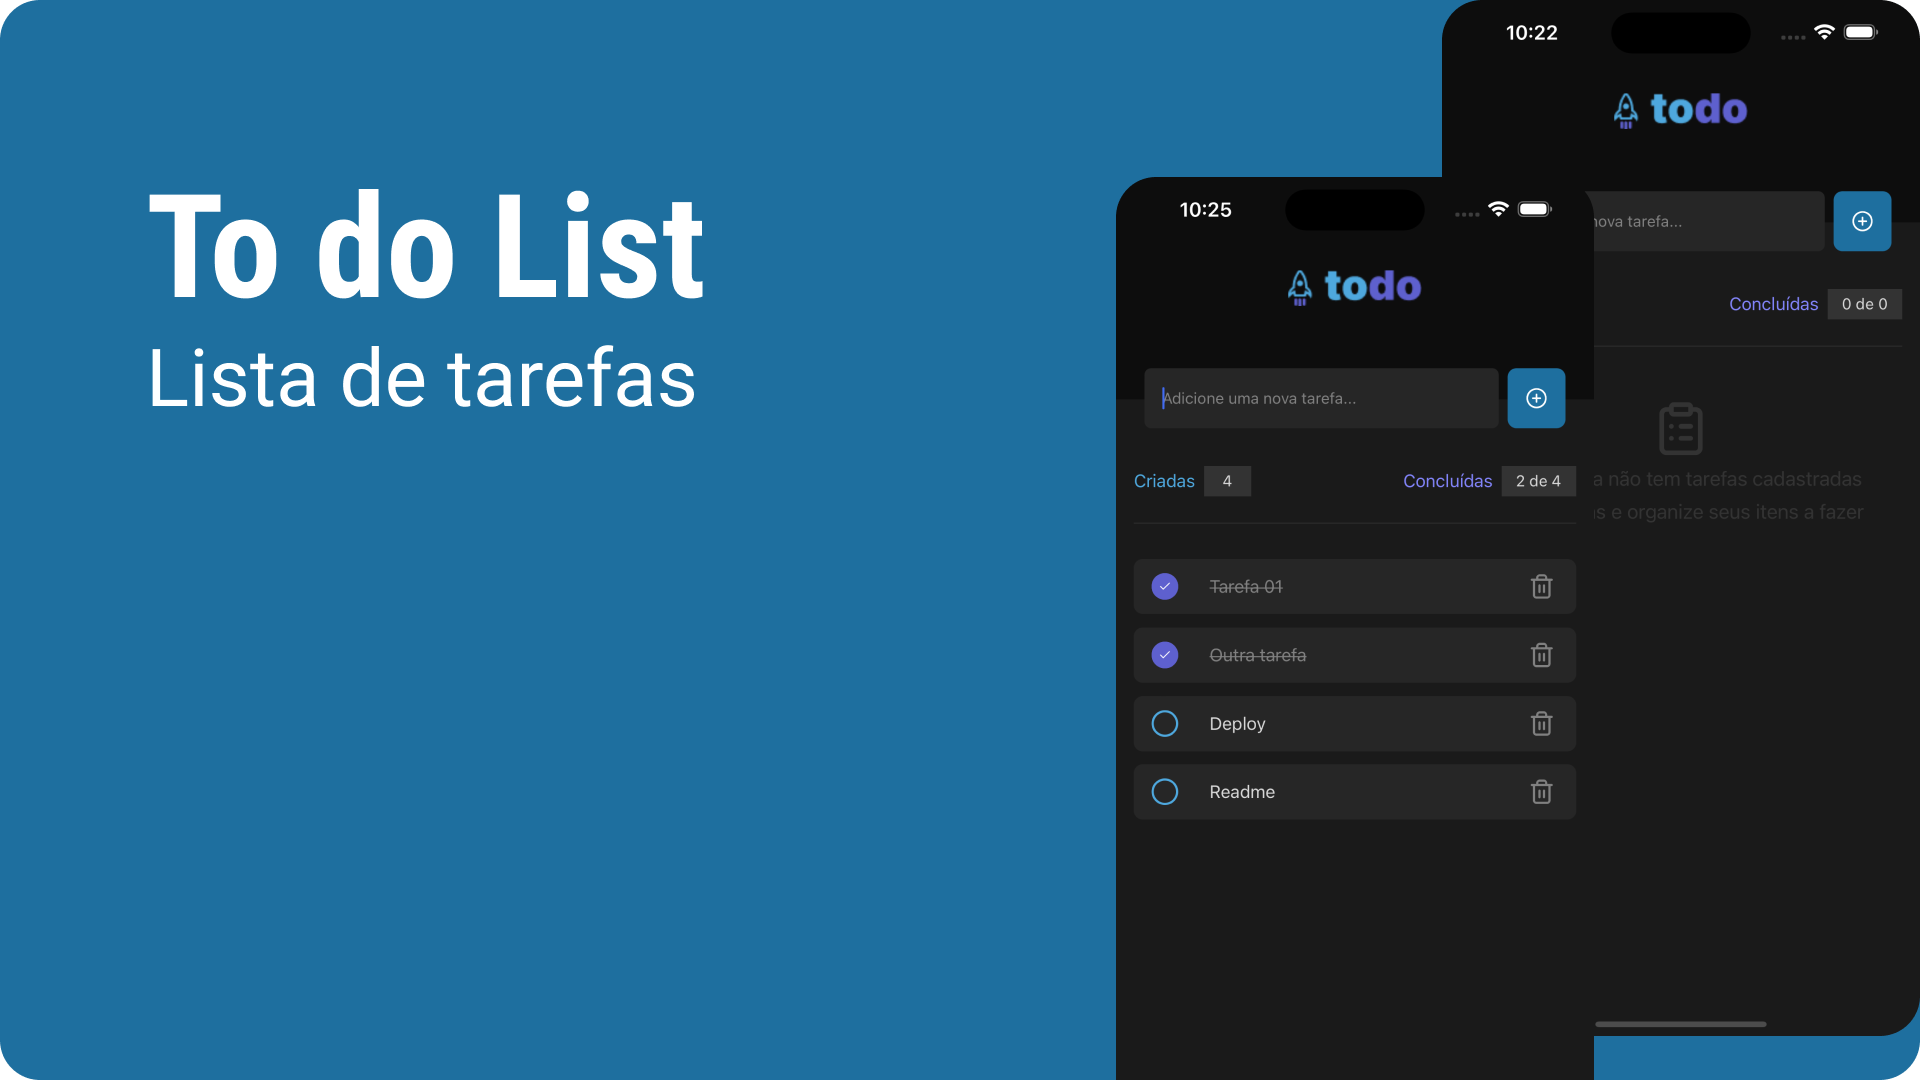 To do List
Lista de tarefas
10:25
todo
Adicione uma nova tarefa...
Criadas 4
Concluídas 2 de 4
Tarefa 01
Outra tarefa
Deploy
Readme
10:22
todo
nova tarefa...
Concluídas 0 de 0
não tem tarefas cadastradas
e organize seus itens a fazer